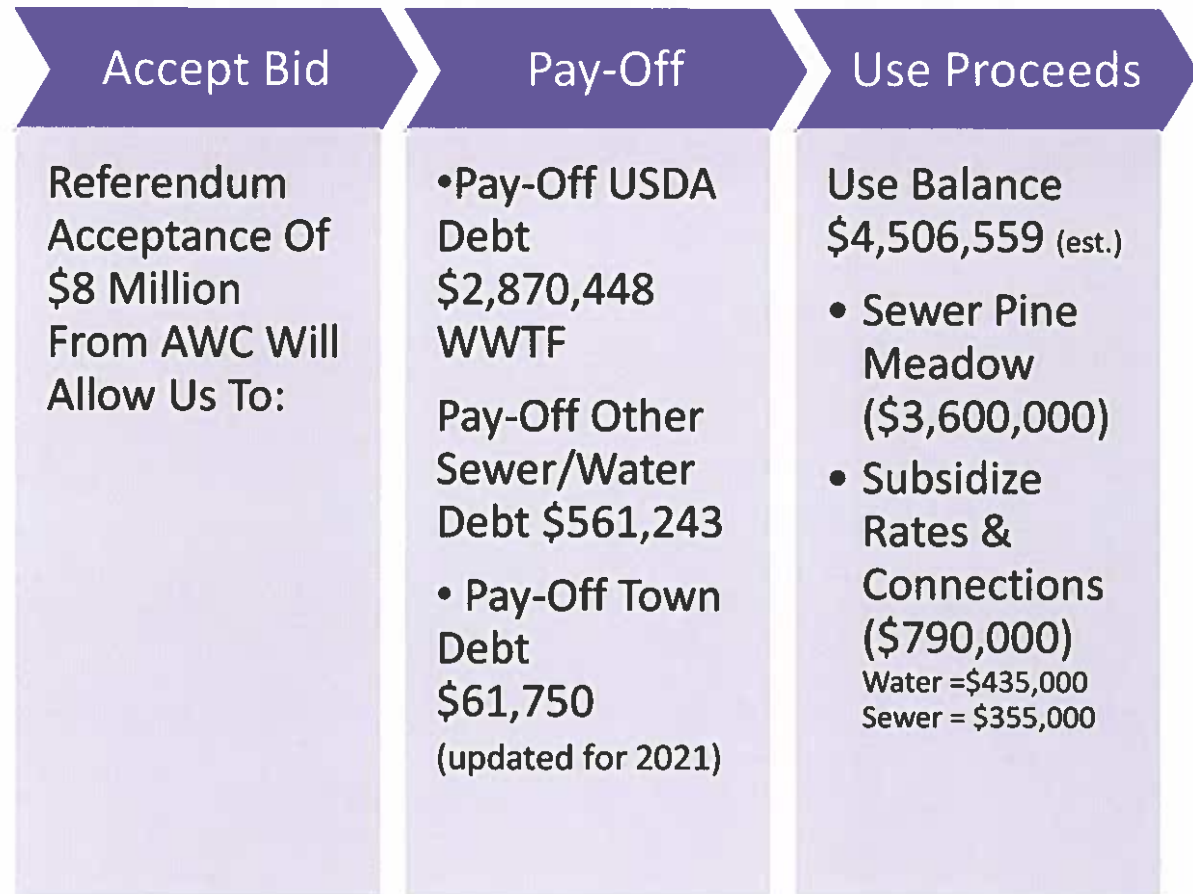 Accept Bid
Referendum
Acceptance Of
$8 Million
From AWC Will
Allow Us To:
Pay-Off
•Pay-Off USDA
Debt
$2,870,448
WWTF
Pay-Off Other
Sewer/Water
Debt $561,243
• Pay-Off Town
Debt
$61,750
(updated for 2021)
Use Proceeds
Use Balance
$4,506,559 (est.)
• Sewer Pine
Meadow
($3,600,000)
• Subsidize
Rates &
Connections
($790,000)
Water =$435,000
Sewer = $355,000